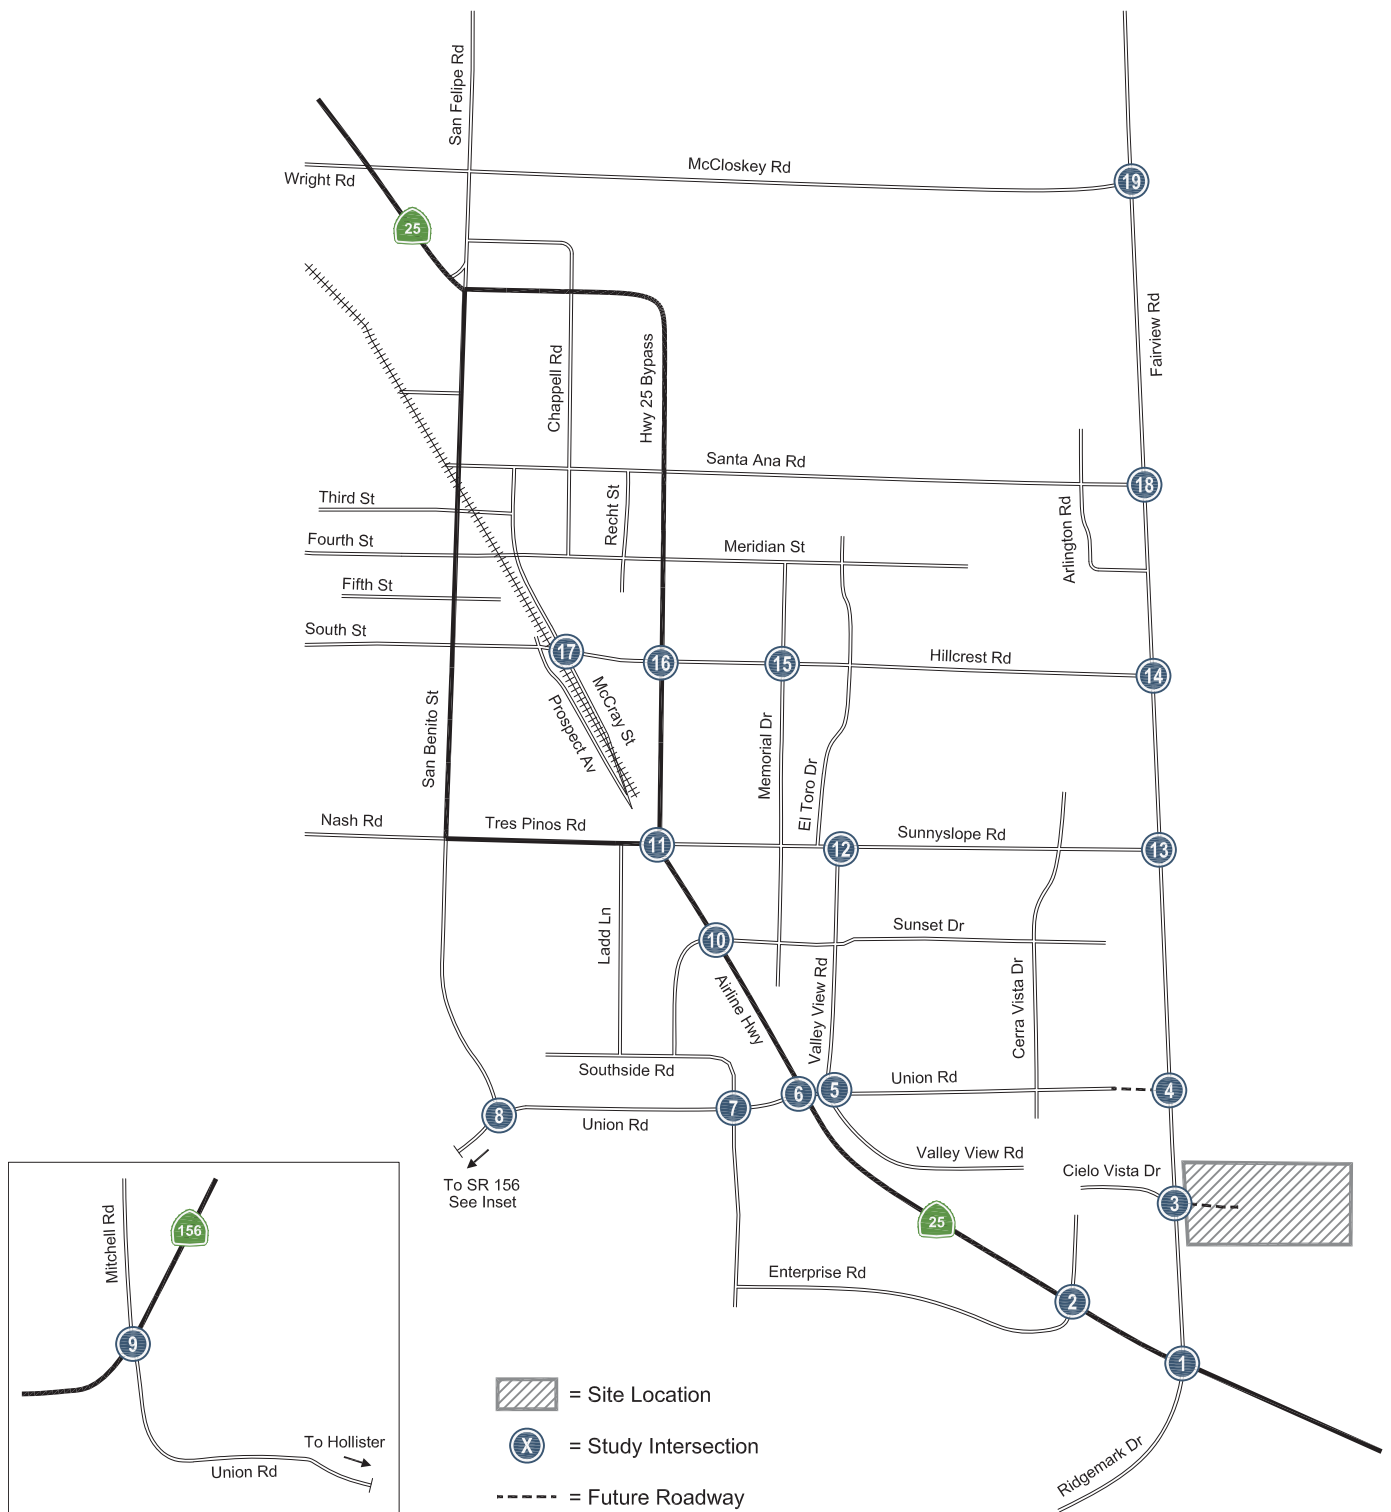 San Felipe Rd
McCloskey Rd
Wright Rd
19
25
Fairview Rd
Chappell Rd
Hwy 25 Bypass
Santa Ana Rd
18
Third St
Recht St
Arlington Rd
Fourth St
Meridian St
Fifth St
South St
17
16
15
Hillcrest Rd
14
McCray St
Prospect Av
San Benito St
Memorial Dr
El Toro Dr
Nash Rd
Tres Pinos Rd
11
12
Sunnyslope Rd
13
Ladd Ln
10
Sunset Dr
Airline Hwy
Valley View Rd
Cerra Vista Dr
Southside Rd
Union Rd
8
7
6
5
4
Union Rd
Valley View Rd
Cielo Vista Dr
3
To SR 156
See Inset
25
Enterprise Rd
2
1
Ridgemark Dr
Mitchell Rd
156
9
To Hollister
Union Rd
= Site Location
X
= Study Intersection
= Future Roadway